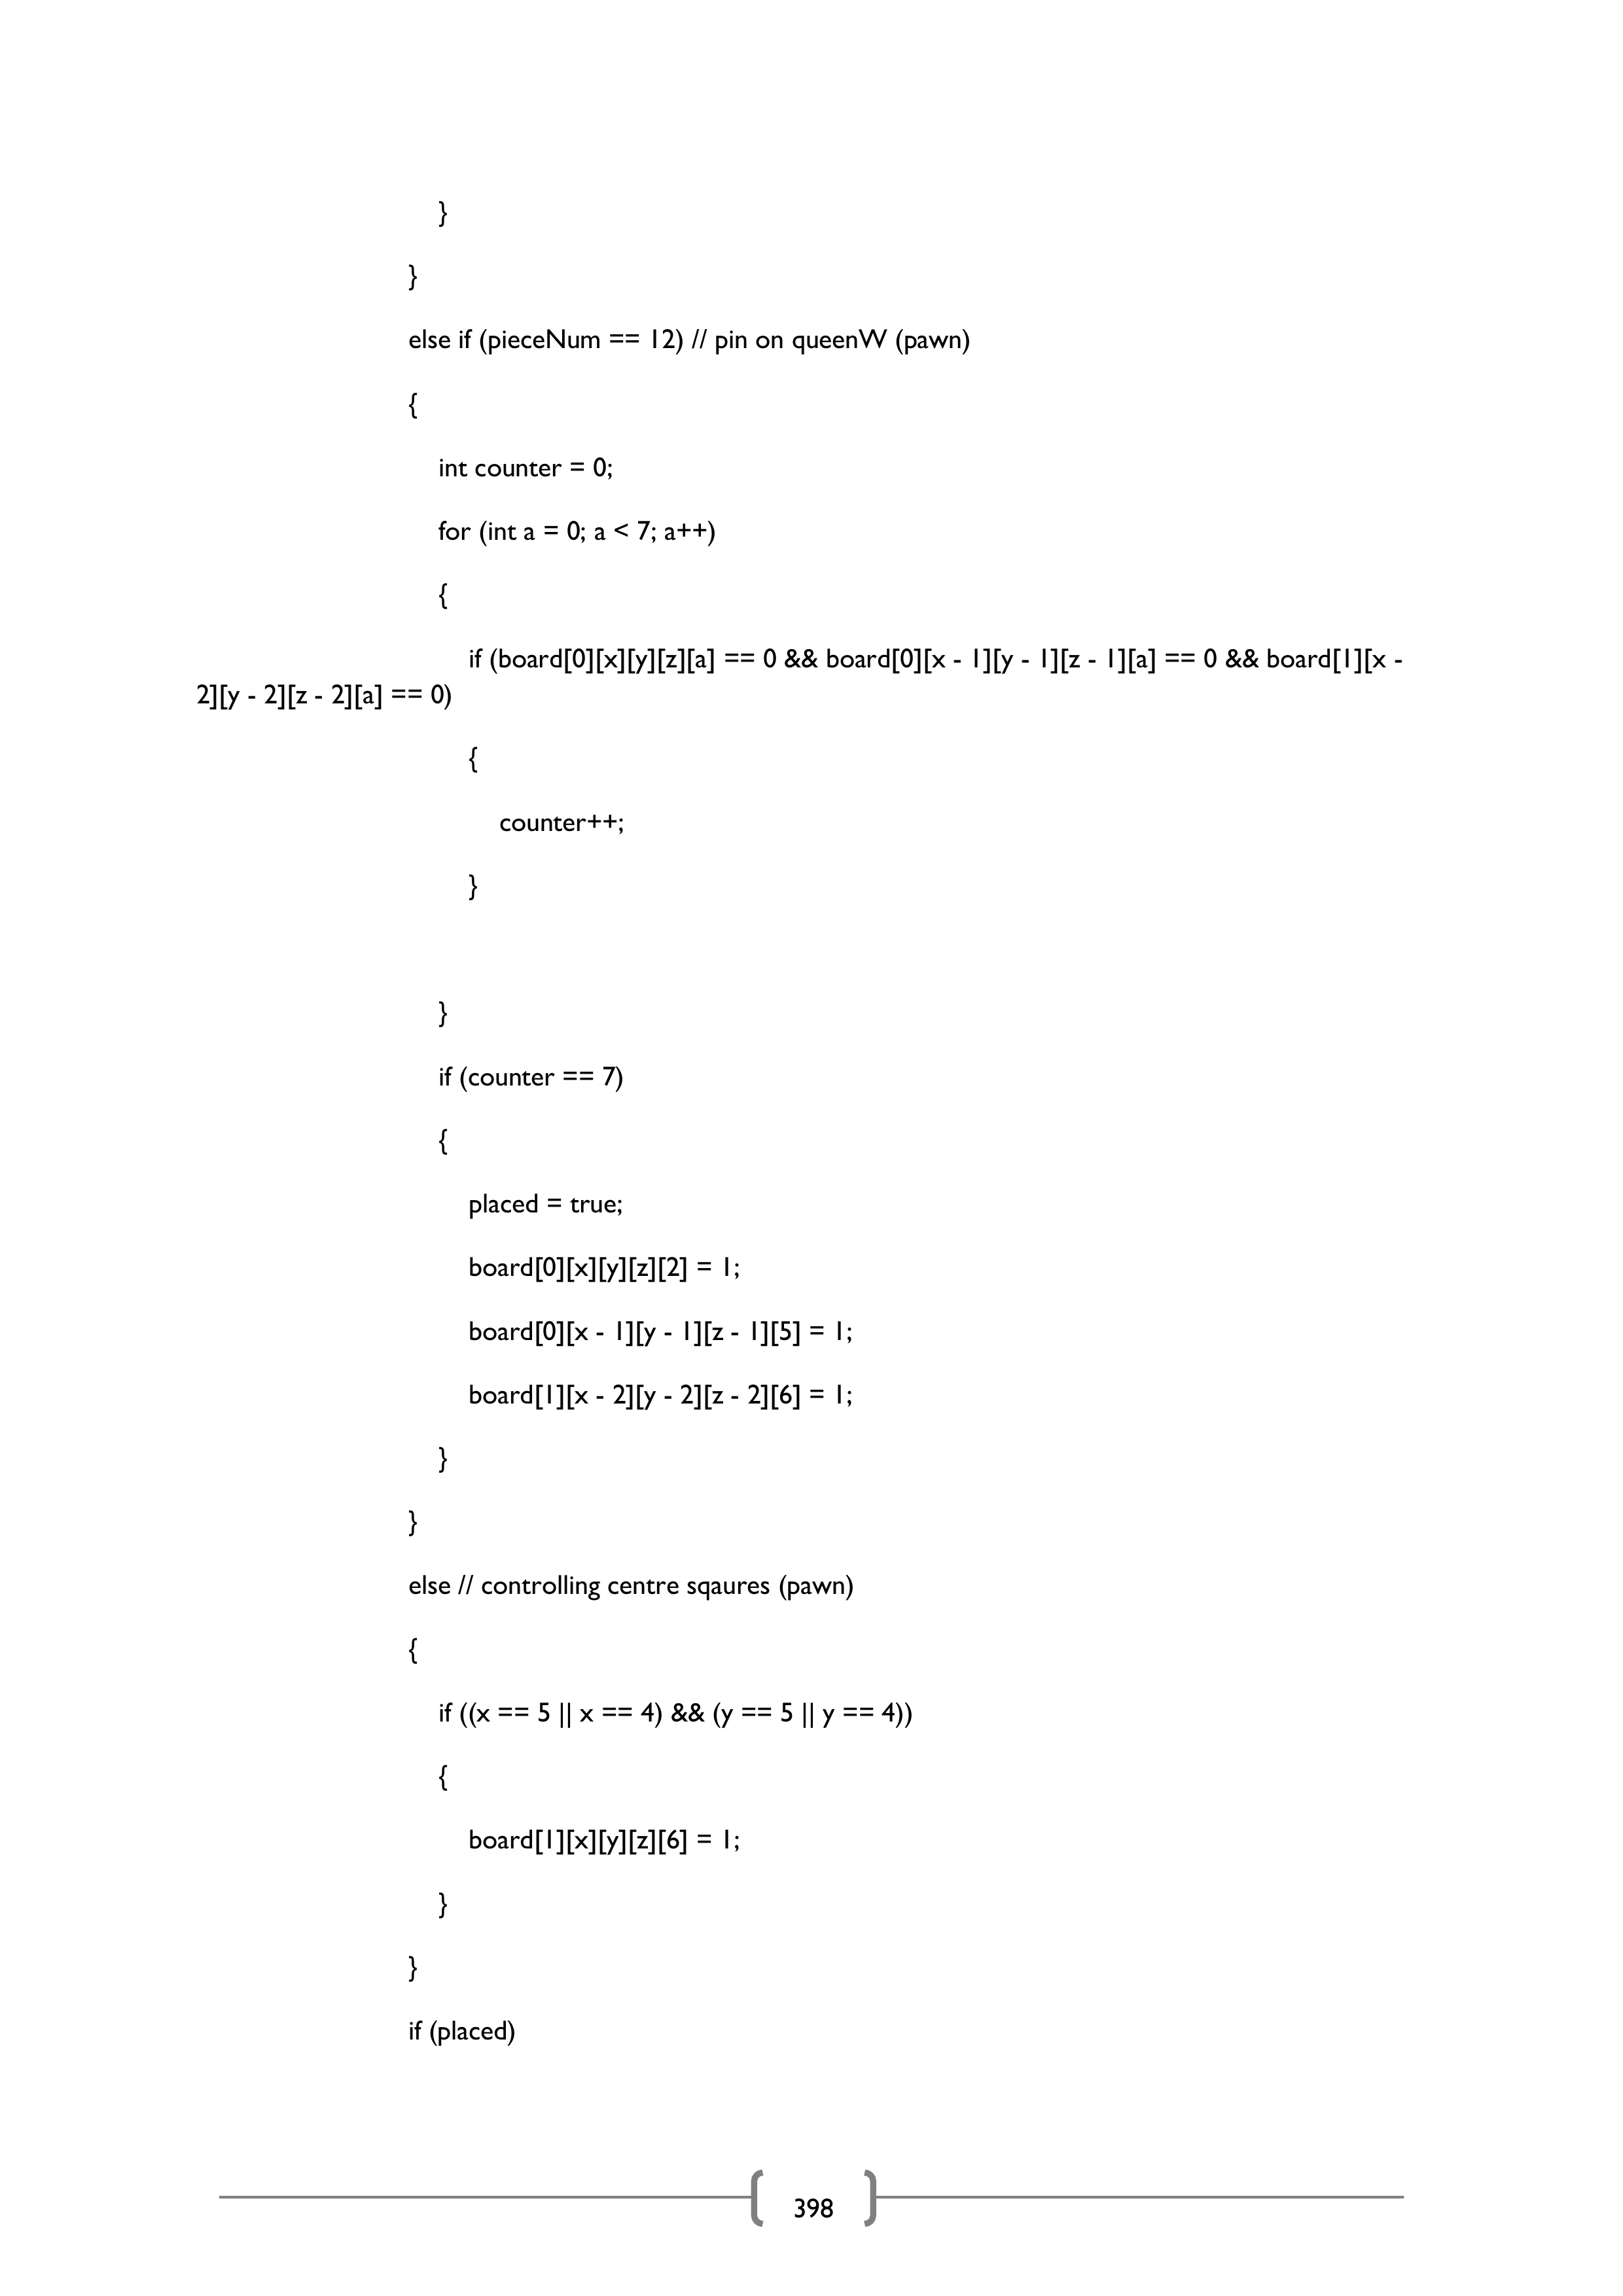 }
}
else if (pieceNum == 12) // pin on queenW (pawn)
{
int counter = 0;
for (int a = 0; a < 7; a++)
{
if (board[0][x][y][z][a] == 0 && board[0][x - 1][y - 1][z - 1][a] == 0 && board[1][x -
2][y - 2][z - 2][a] == 0)
{
counter++;
}
}
if (counter == 7)
{
placed = true;
board[0][x][y][z][2] = 1;
board[0][x - 1][y - 1][z - 1][5] = 1;
board[1][x - 2][y - 2][z - 2][6] = 1;
}
}
else // controlling centre sqaures (pawn)
{
if ((x == 5 || x == 4) && (y == 5 || y == 4))
{
board[1][x][y][z][6] = 1;
}
}
if (placed)
398